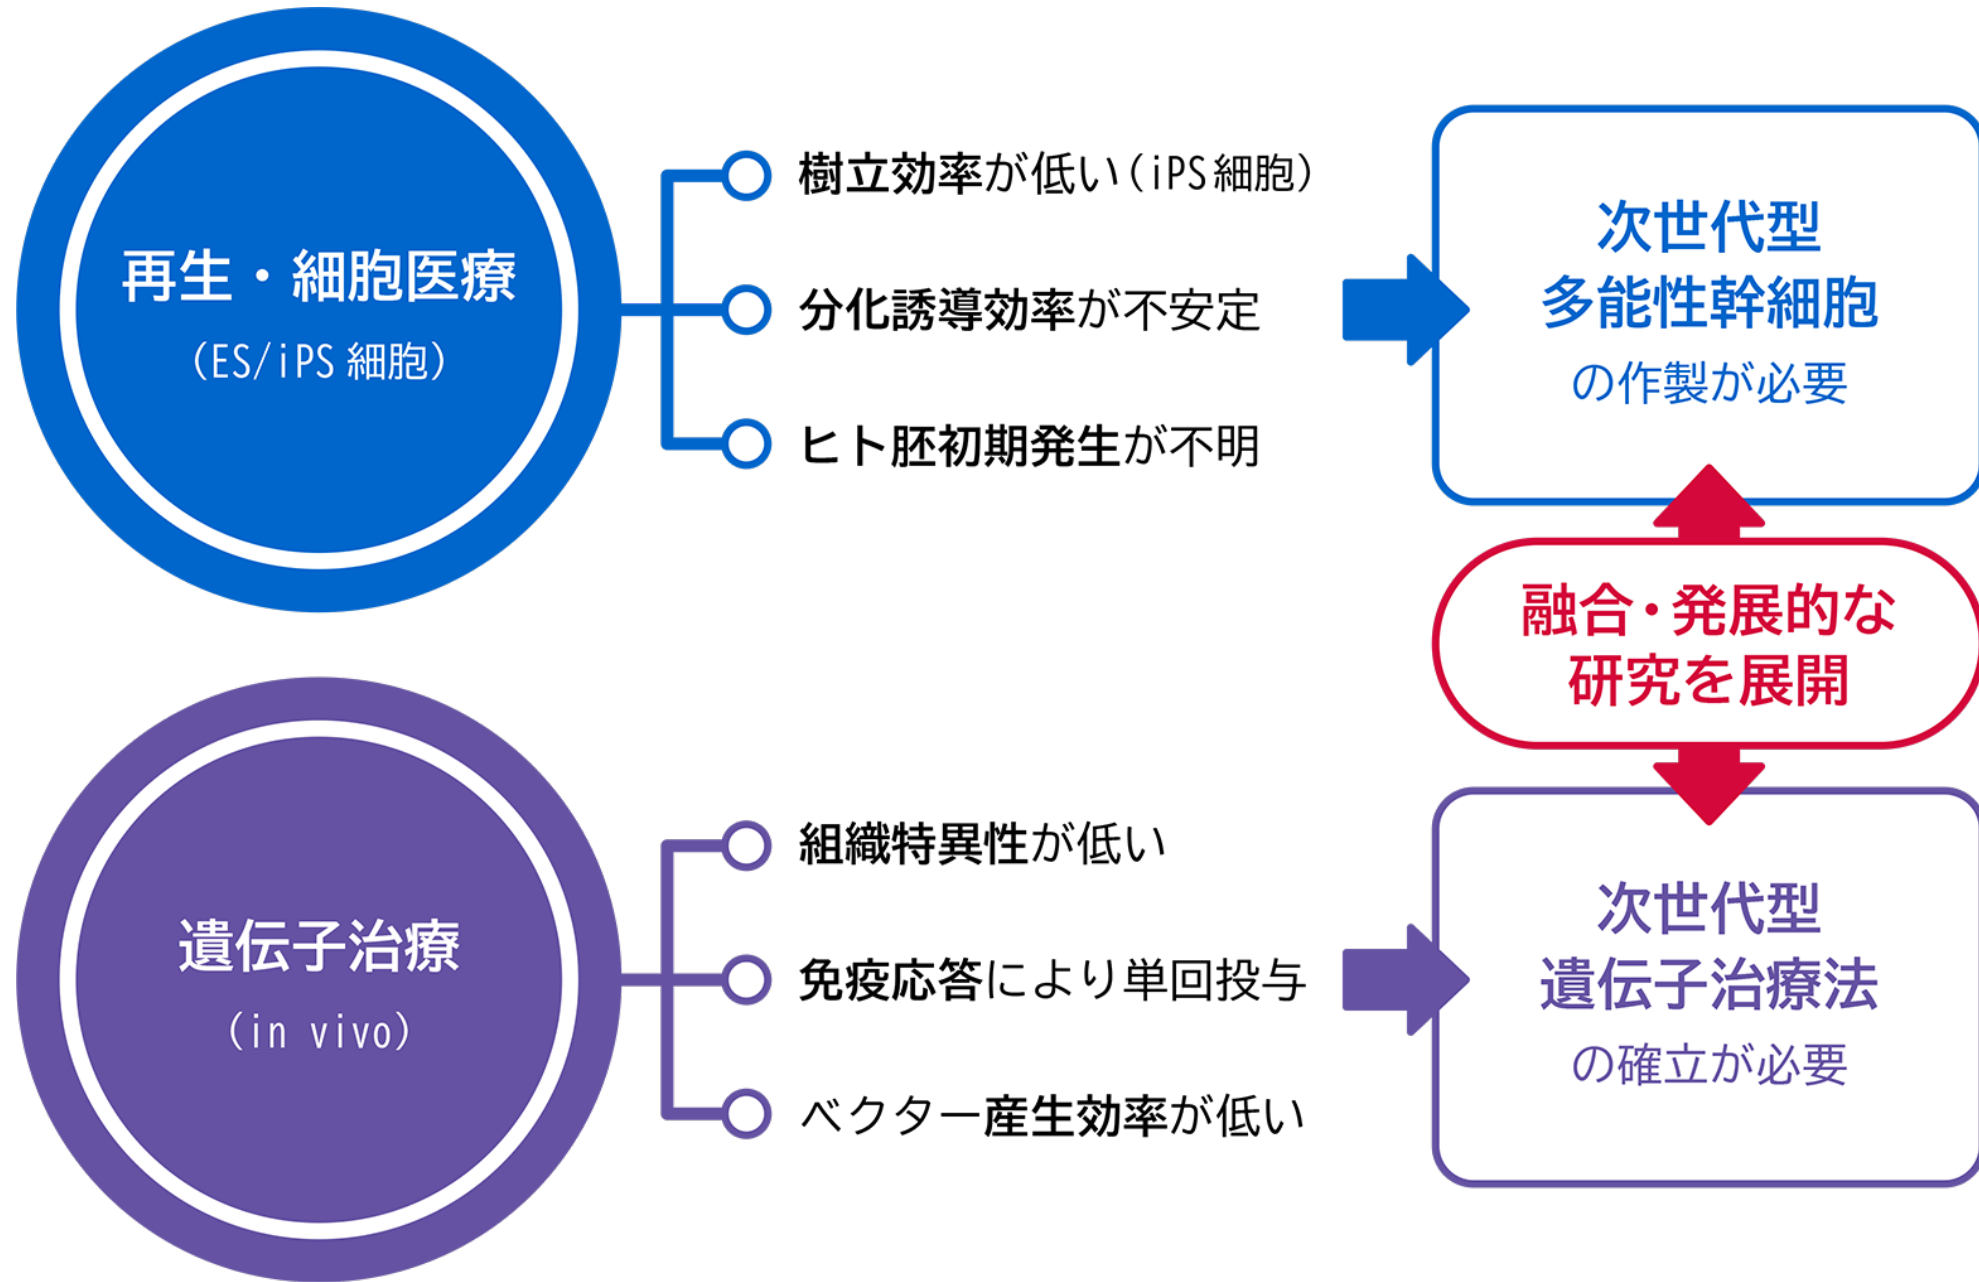 再生・細胞医療
（ES/iPS 細胞）
樹立効率が低い（iPS細胞）
分化誘導効率が不安定
ヒト胚初期発生が不明
次世代型
多能性幹細胞
の作製が必要
融合・発展的な
研究を展開
遺伝子治療
（in vivo）
組織特異性が低い
免疫応答により単回投与
ベクター産生効率が低い
次世代型
遺伝子治療法
の確立が必要